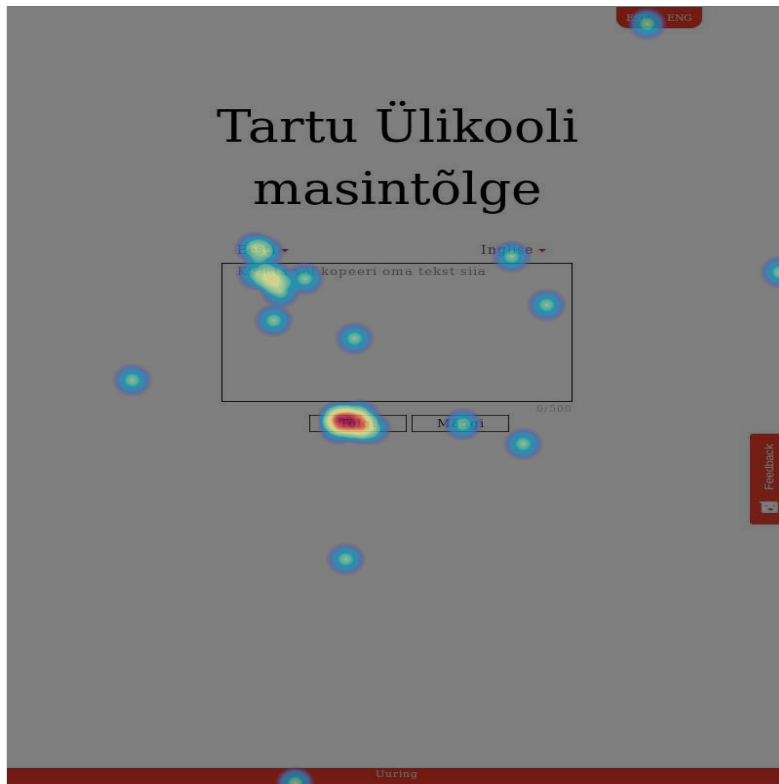 ENG
Tartu Ülikooli
masintõlge
Inglise
kopeeri oma tekst siia
0/500
Feedback
Uuring